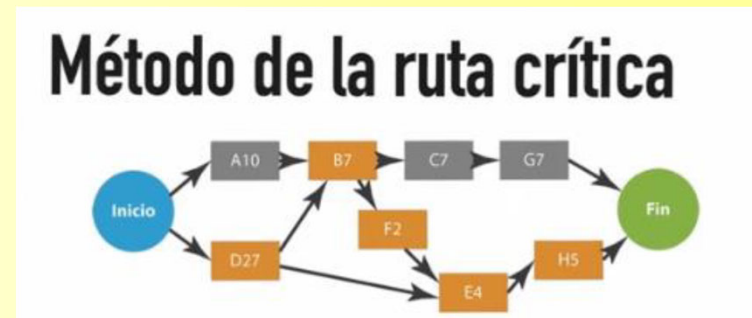 Método de la ruta crítica
A10
B7
C7
G7
Inicio
Fin
F2
D27
H5
E4